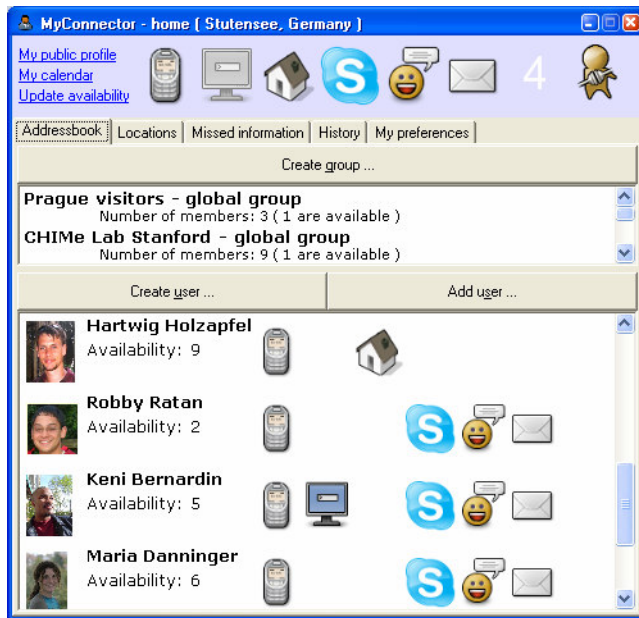 MyConnector - home ( Stutensee, Germany )
My public profile
My calendar
Update availability
4
Addressbook Locations Missed information History My preferences
Create group ...
Prague visitors - global group
Number of members: 3 ( 1 are available )
CHIMe Lab Stanford - global group
Number of members: 9 ( 1 are available )
Create user ... Add user ...
Hartwig Holzapfel
Availability: 9
Robby Ratan
Availability: 2
Keni Bernardin
Availability: 5
Maria Danninger
Availability: 6